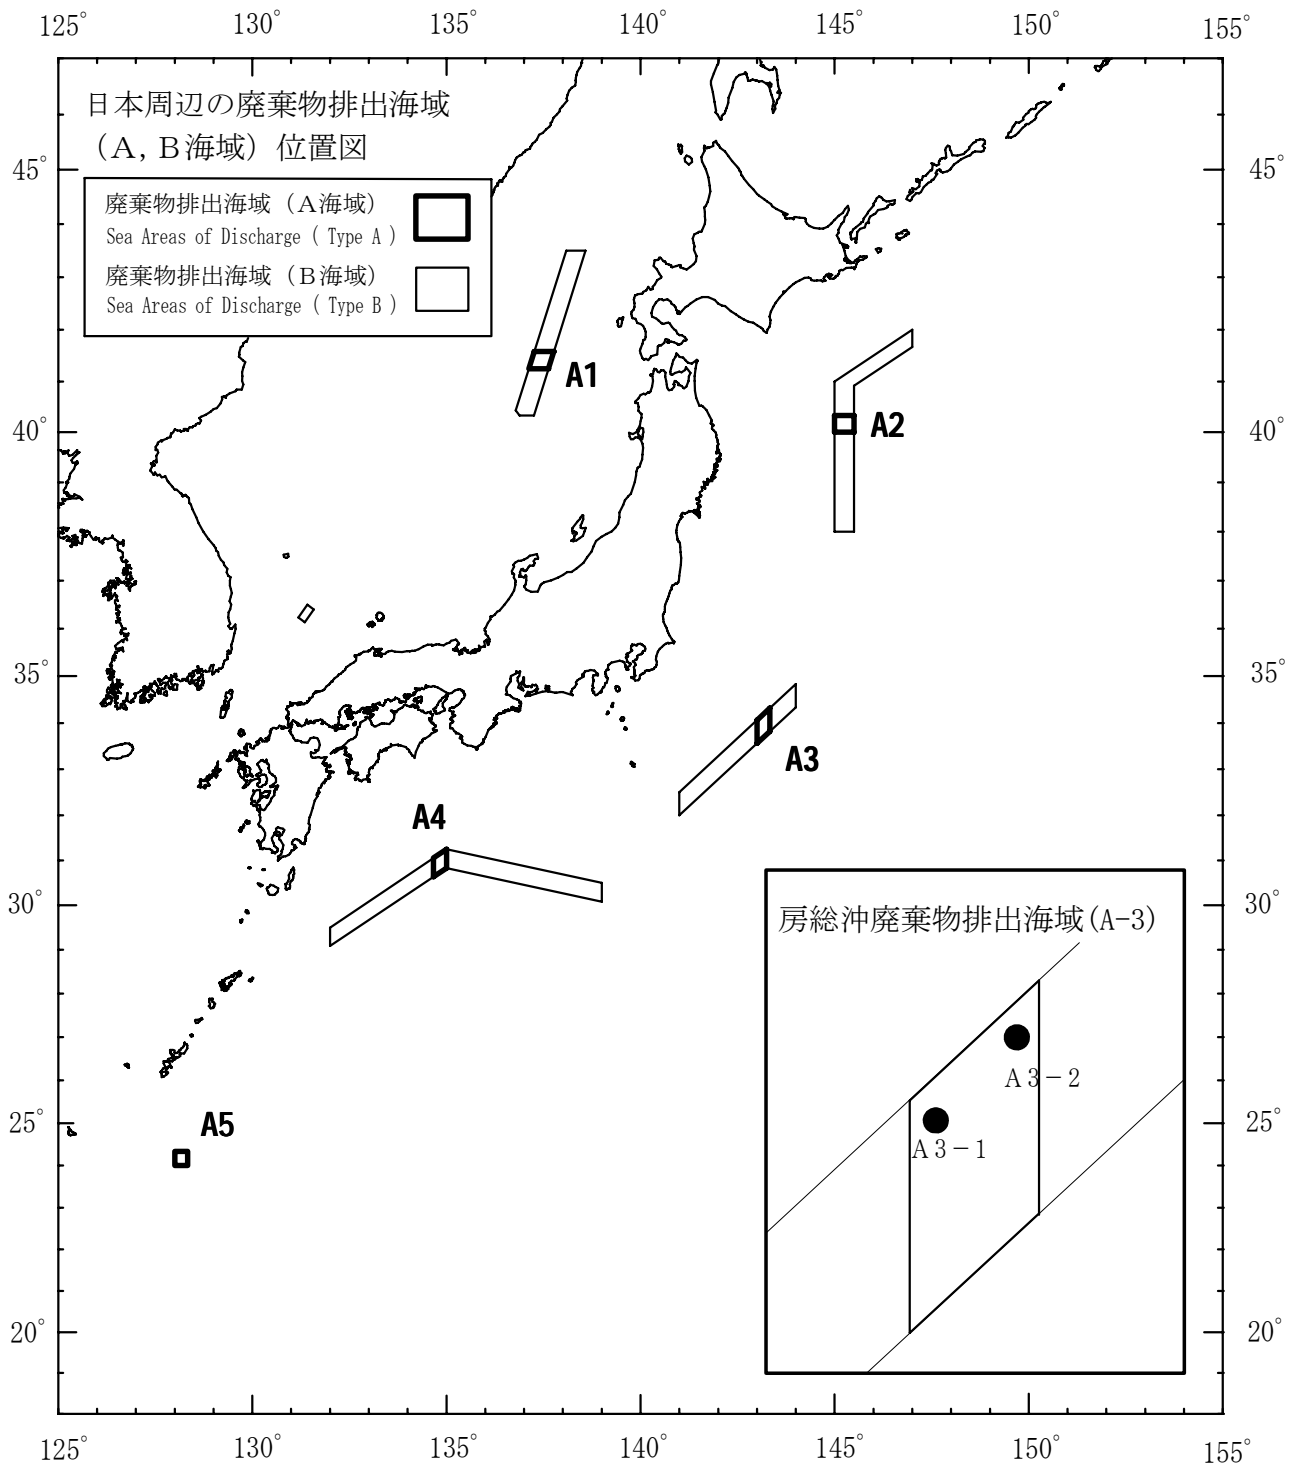 125° 130° 135° 140° 145° 150° 155°
日本周辺の廃棄物排出海域
（A, B海域）位置図
45° 45°
廃棄物排出海域（A海域）
Sea Areas of Discharge ( Type A )
廃棄物排出海域（B海域）
Sea Areas of Discharge ( Type B )
A1
A2
40° 40°
35° 35°
A3
A4
30° 30°
房総沖廃棄物排出海域(A-3)
A3-2
A3-1
25° 25°
A5
20° 20°
125° 130° 135° 140° 145° 150° 155°